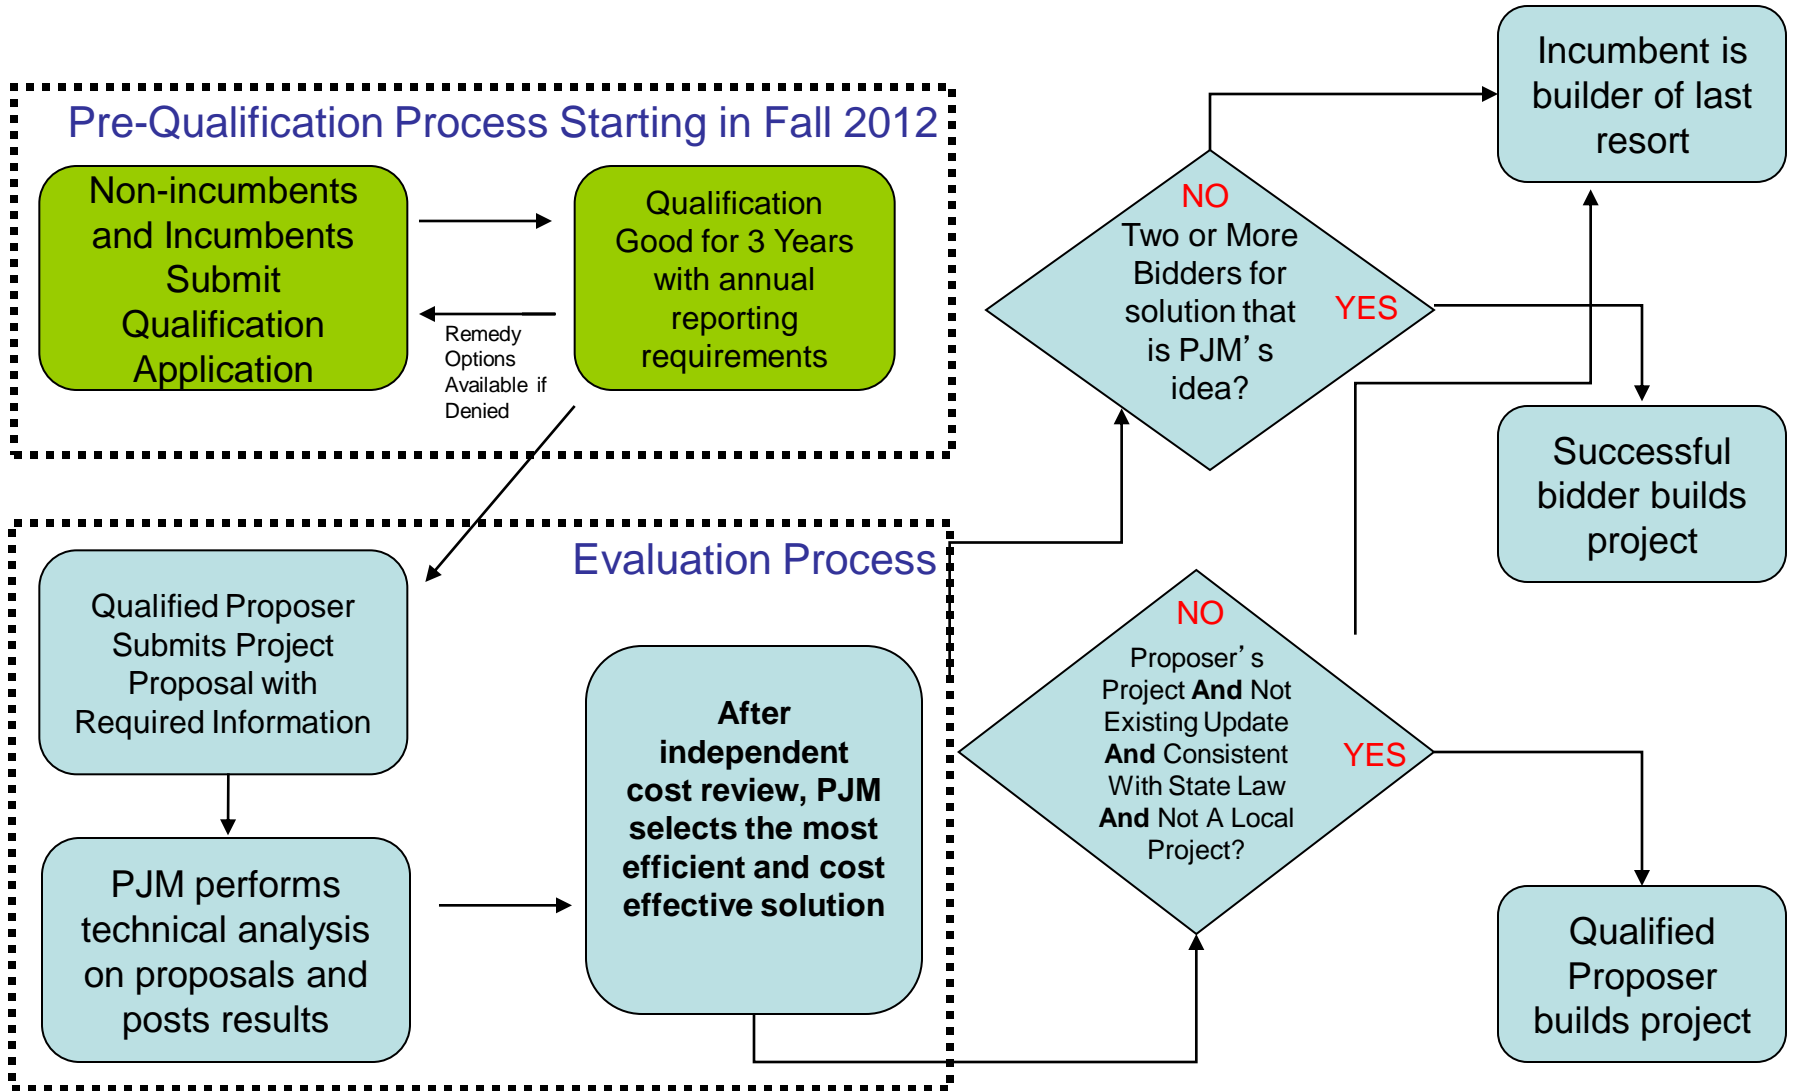 Pre-Qualification Process Starting in Fall 2012
Non-incumbents
and Incumbents
Submit
Qualification
Application
Qualification
Good for 3 Years
with annual
reporting
requirements
Remedy
Options
Available if
Denied
Evaluation Process
Qualified Proposer
Submits Project
Proposal with
Required Information
PJM performs
technical analysis
on proposals and
posts results
After
independent
cost review, PJM
selects the most
efficient and cost
effective solution
NO
Two or More
Bidders for
solution that
is PJM’s
idea?
YES
NO
Proposer’s
Project And Not
Existing Update
And Consistent
With State Law
And Not A Local
Project?
YES
Incumbent is
builder of last
resort
Successful
bidder builds
project
Qualified
Proposer
builds project